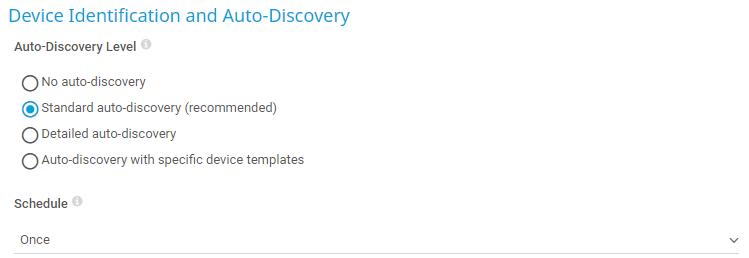 Device Identification and Auto-Discovery
Auto-Discovery Level
No auto-discovery
Standard auto-discovery (recommended)
Detailed auto-discovery
Auto-discovery with specific device templates
Schedule
Once